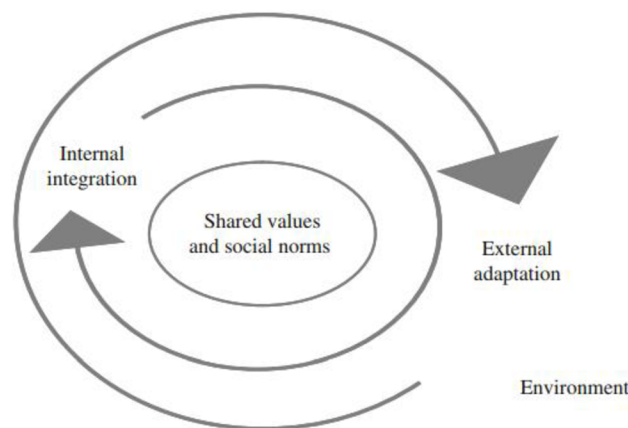 Internal
integration
Shared values
and social norms
External
adaptation
Environment